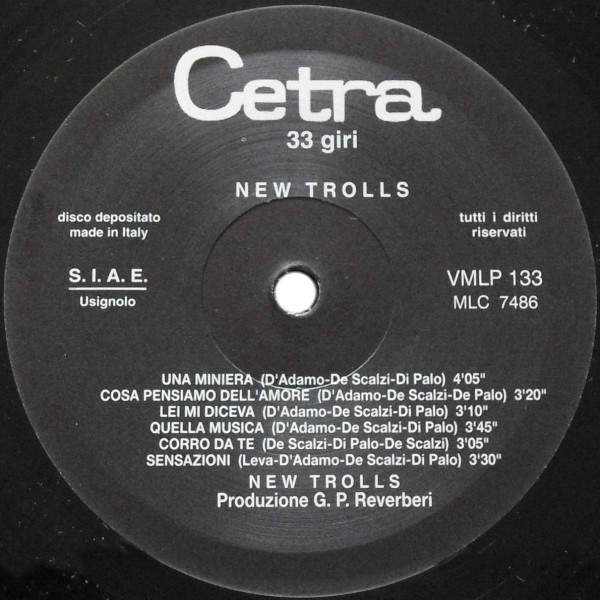 Cetra
33 giri
NEW TROLLS
disco depositato
made in Italy
tutti i diritti
riservati
S. I. A. E.
Usignolo
VMLP 133
MLC 7486
UNA MINIERA (D'Adamo-De Scalzi-Di Palo) 4'05"
COSA PENSIAMO DELL'AMORE (D'Adamo-De Scalzi-De Palo) 3'20"
LEI MI DICEVA (D'Adamo-De Scalzi-Di Palo) 3'10"
QUELLA MUSICA (D'Adamo-De Scalzi-Di Palo) 3'45"
CORRO DA TE (De Scalzi-Di Palo-De Scalzi) 3'05"
SENSAZIONI (Leva-D'Adamo-De Scalzi-Di Palo) 3'30"
NEW TROLLS
Produzione G. P. Reverberi